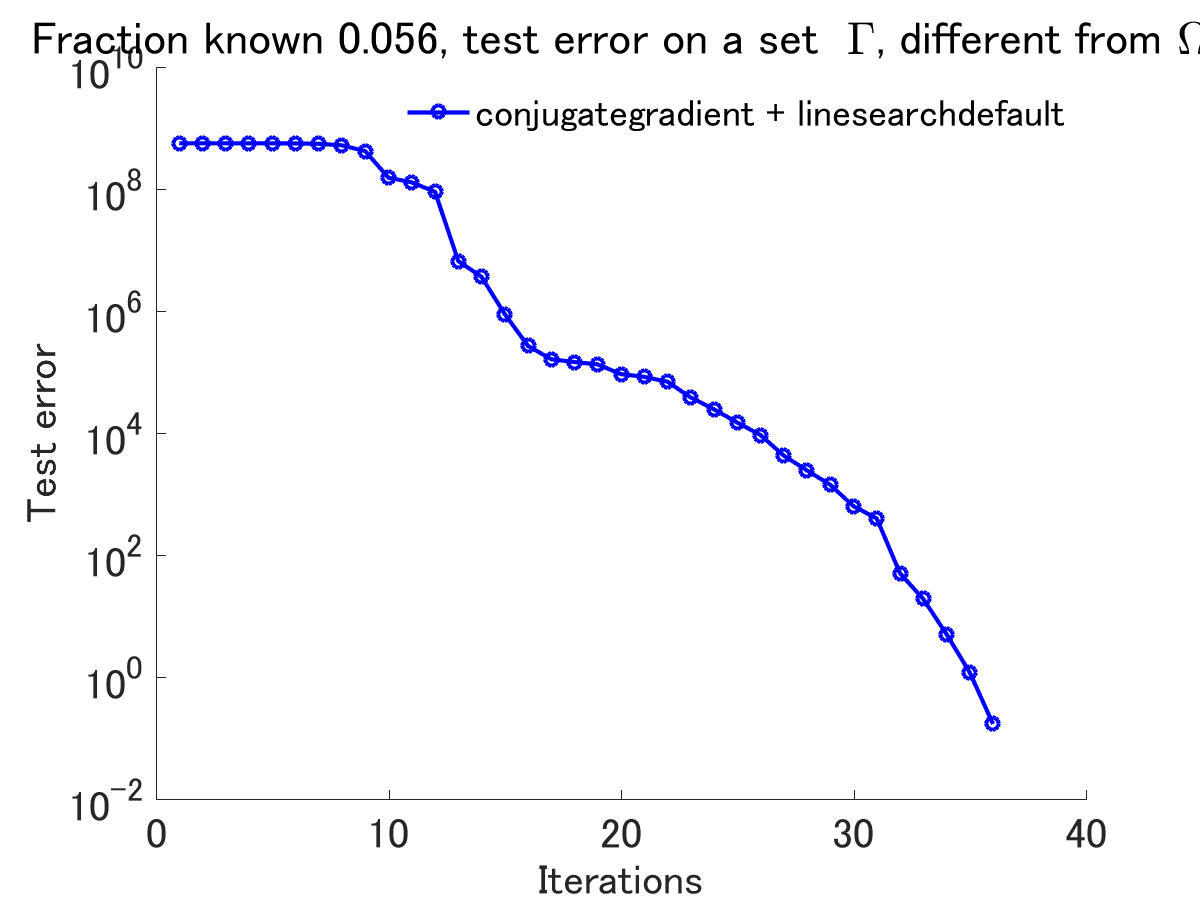 Fraction known 0.056, test error on a set Γ, different from Ω
10^10
conjugategradient + linesearchdefault
10^8
10^6
Test error
10^4
10^2
10^0
10^−2
0 10 20 30 40
Iterations